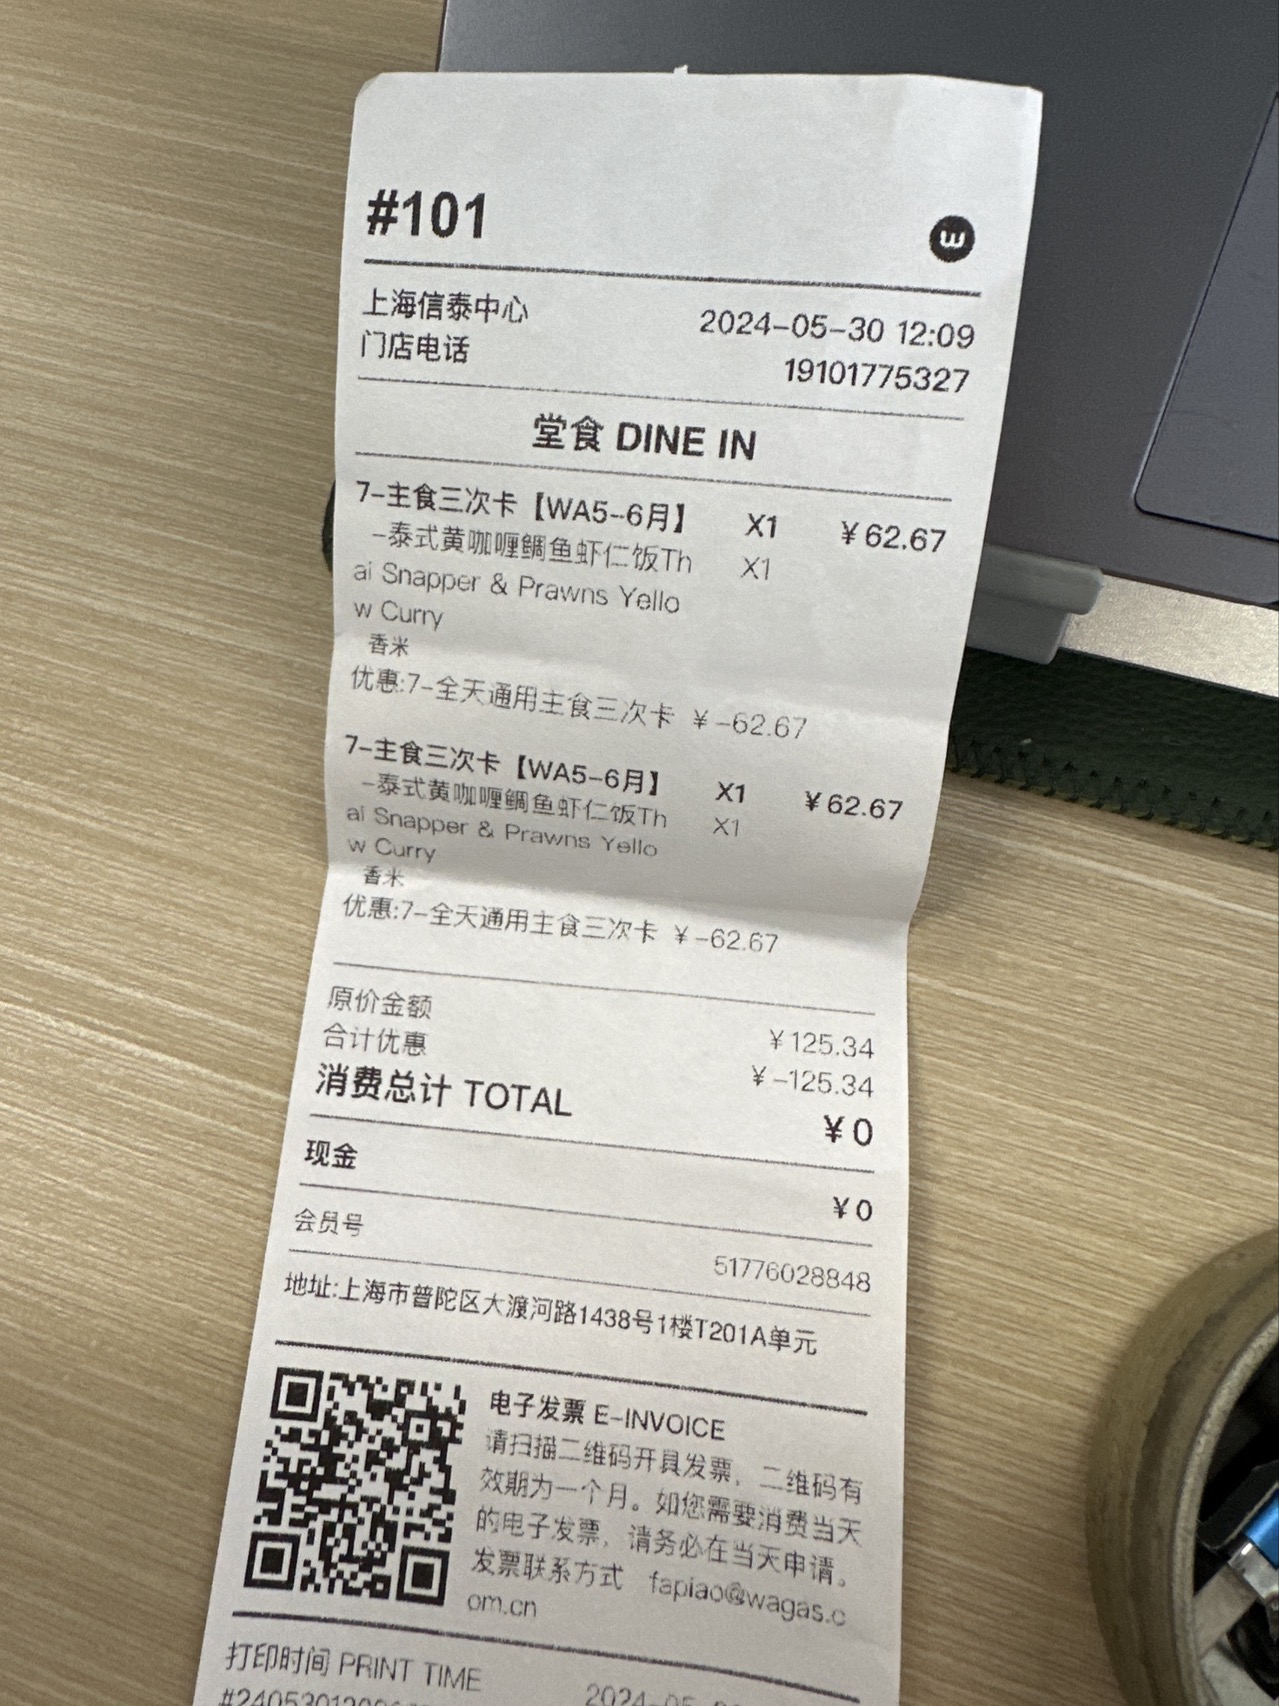 #101
上海信泰中心 2024-05-30 12:09
门店电话 19101775327
堂食 DINE IN
7-主食三次卡【WA5-6月】 X1 ￥62.67
-泰式黄咖喱鲷鱼虾仁饭Th X1
ai Snapper & Prawns Yello
w Curry
香米
优惠:7-全天通用主食三次卡 ￥-62.67
7-主食三次卡【WA5-6月】 X1 ￥62.67
-泰式黄咖喱鲷鱼虾仁饭Th X1
ai Snapper & Prawns Yello
w Curry
香米
优惠:7-全天通用主食三次卡 ￥-62.67
原价金额 ￥125.34
合计优惠 ￥-125.34
消费总计 TOTAL ￥0
现金 ￥0
会员号 51776028848
地址:上海市普陀区大渡河路1438号1楼T201A单元
电子发票 E-INVOICE
请扫描二维码开具发票，二维码有
效期为一个月。如您需要消费当天
的电子发票，请务必在当天申请。
发票联系方式 fapiao@wagas.c
om.cn
打印时间 PRINT TIME